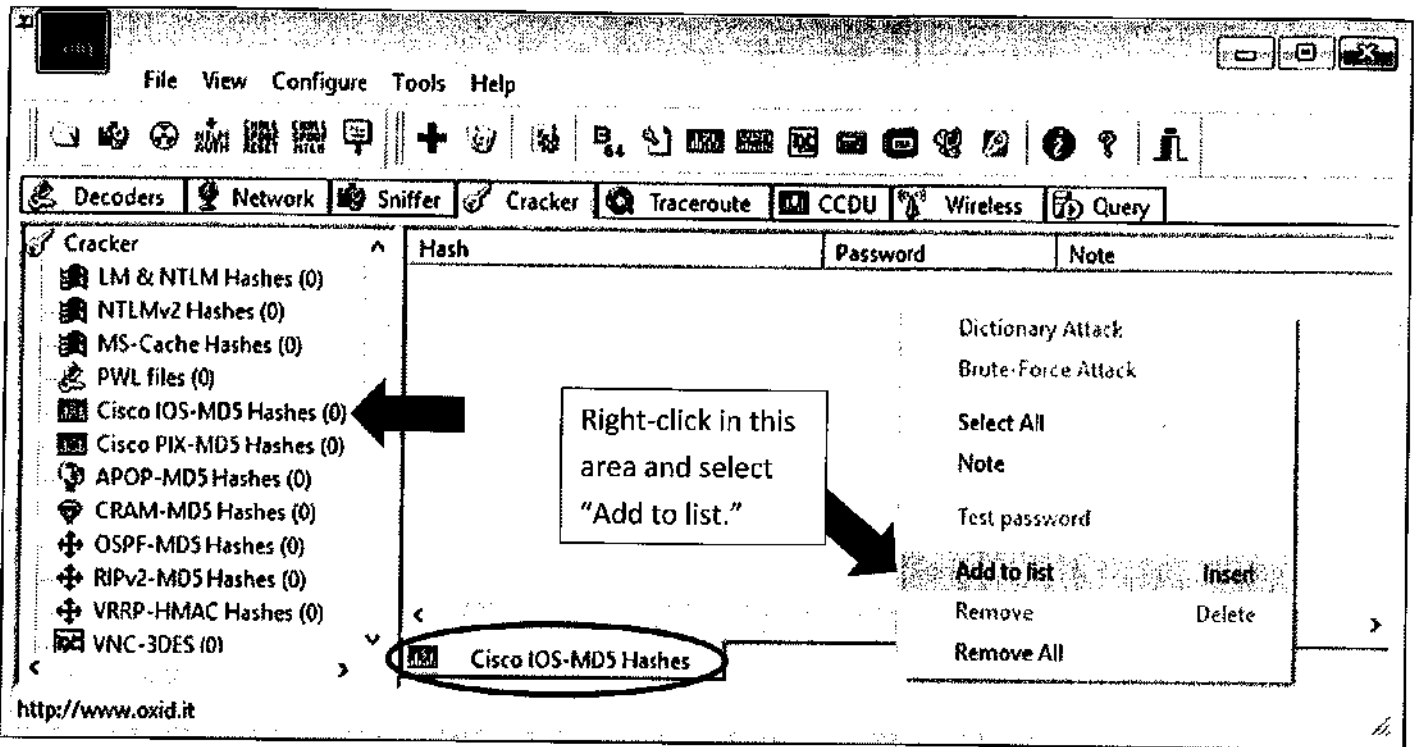 File View Configure Tools Help
Decoders Network Sniffer Cracker Traceroute CCDU Wireless Query
Cracker
LM & NTLM Hashes (0)
NTLMv2 Hashes (0)
MS-Cache Hashes (0)
PWL files (0)
Cisco IOS-MD5 Hashes (0)
Cisco PIX-MD5 Hashes (0)
APOP-MD5 Hashes (0)
CRAM-MD5 Hashes (0)
OSPF-MD5 Hashes (0)
RIPv2-MD5 Hashes (0)
VRRP-HMAC Hashes (0)
VNC-3DES (0)
Hash Password Note
Right-click in this
area and select
"Add to list."
Dictionary Attack
Brute-Force Attack
Select All
Note
Test password
Add to list Insert
Remove Delete
Remove All
Cisco IOS-MD5 Hashes
http://www.oxid.it